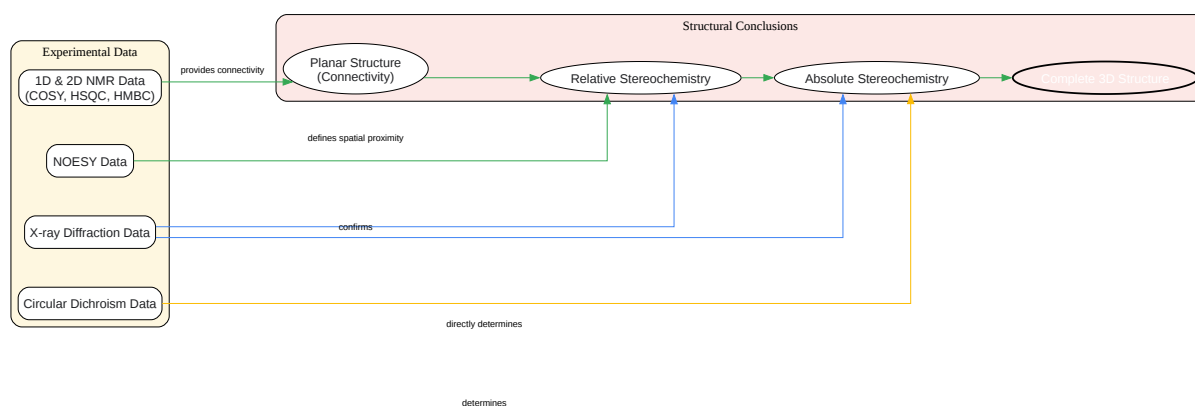 Structural Conclusions
Experimental Data
1D & 2D NMR Data
(COSY, HSQC, HMBC)
provides connectivity
Planar Structure
(Connectivity)
Relative Stereochemistry
Absolute Stereochemistry
Complete 3D Structure
defines spatial proximity
NOESY Data
X-ray Diffraction Data
confirms
Circular Dichroism Data
directly determines
determines